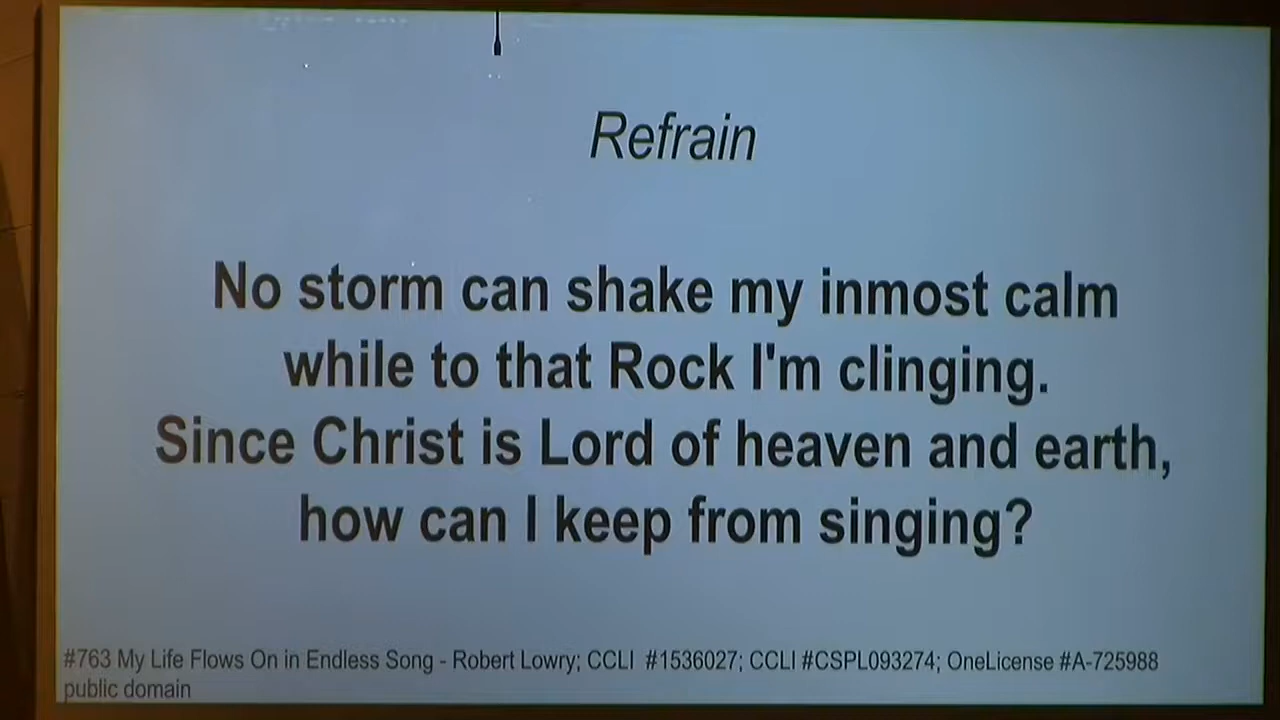 Refrain
No storm can shake my inmost calm
while to that Rock I'm clinging.
Since Christ is Lord of heaven and earth,
how can I keep from singing?
#763 My Life Flows On in Endless Song - Robert Lowry; CCLI #1536027; CCLI #CSPL093274; OneLicense #A-725988
public domain